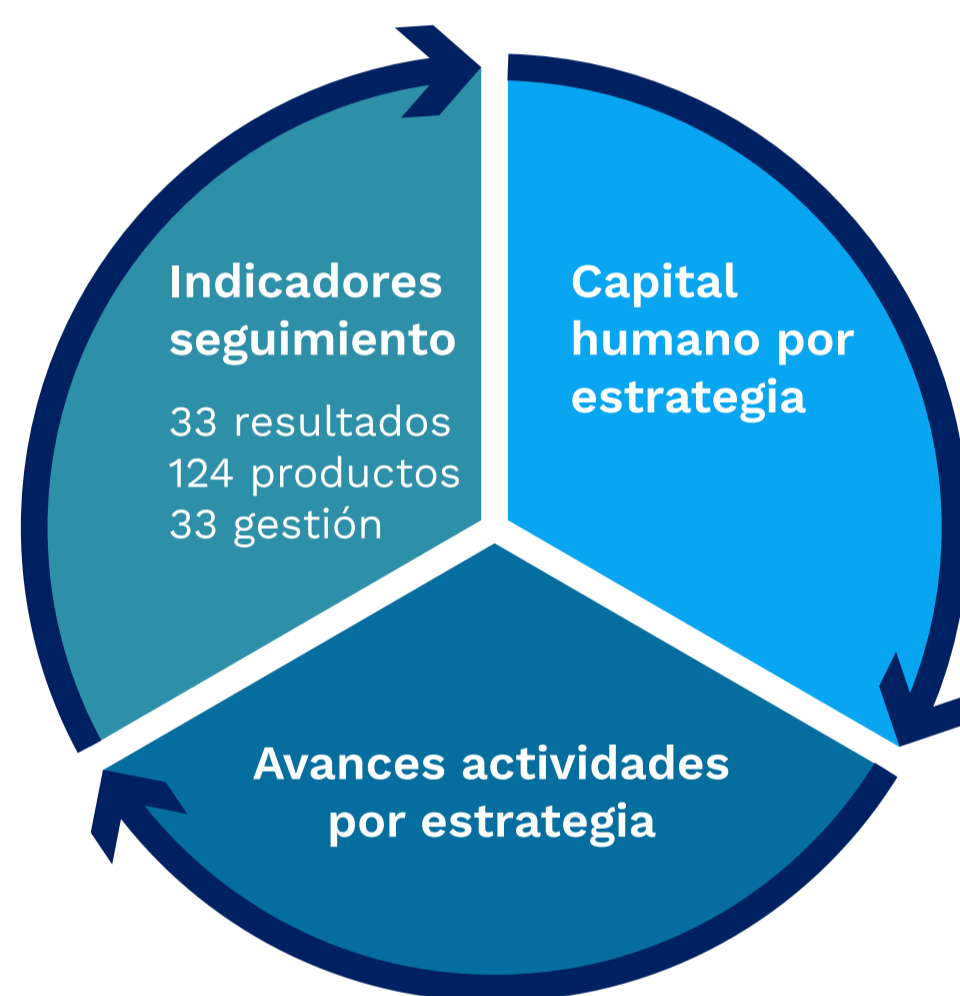 Indicadores
seguimiento
33 resultados
124 productos
33 gestión
Capital
humano por
estrategia
Avances actividades
por estrategia